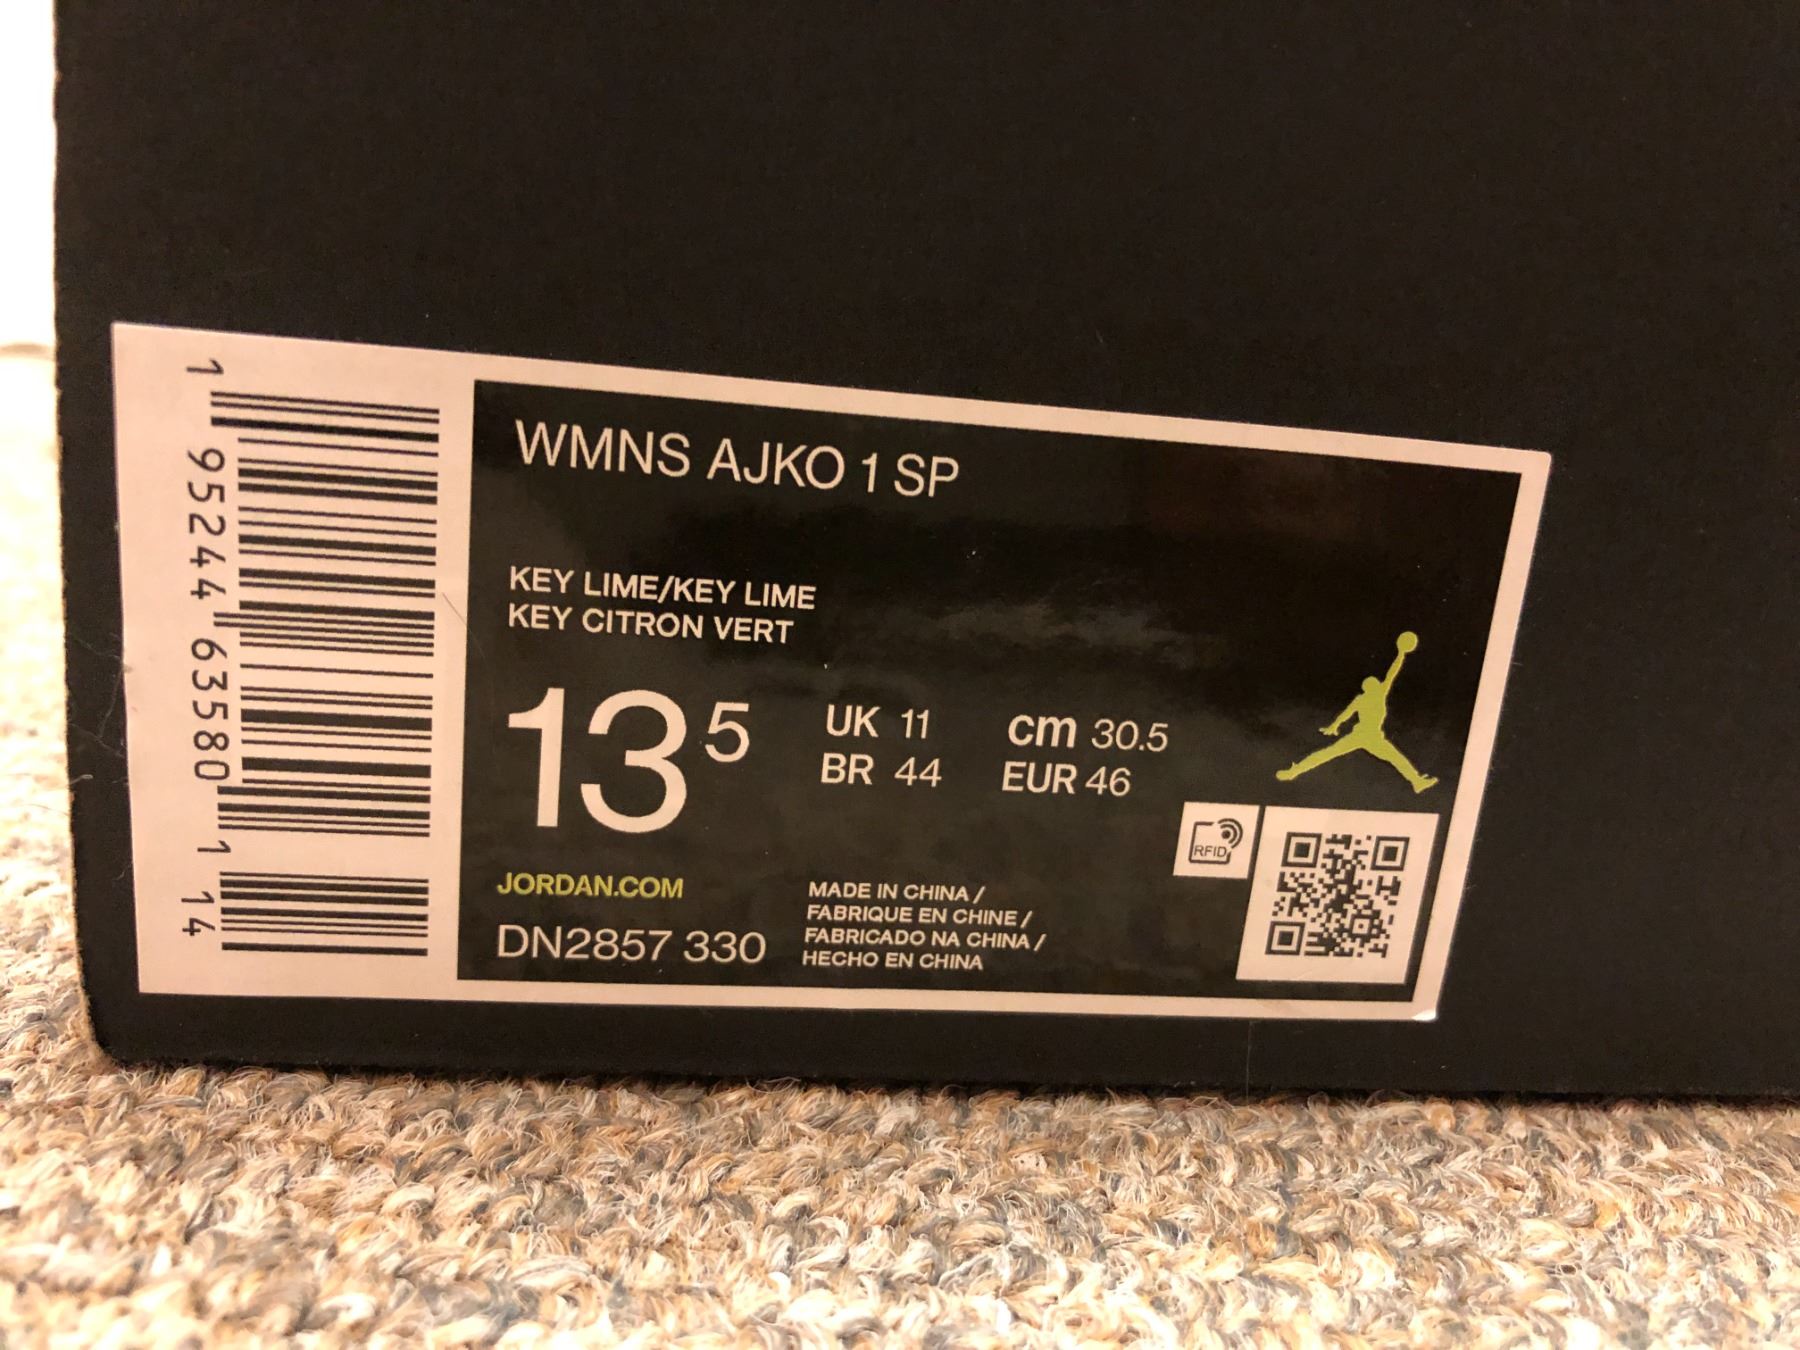 1 95244 63580 1 14
WMNS AJKO 1 SP
KEY LIME/KEY LIME
KEY CITRON VERT
13 5
UK 11 cm 30.5
BR 44 EUR 46
RFID
JORDAN.COM
DN2857 330
MADE IN CHINA /
FABRIQUE EN CHINE /
FABRICADO NA CHINA /
HECHO EN CHINA